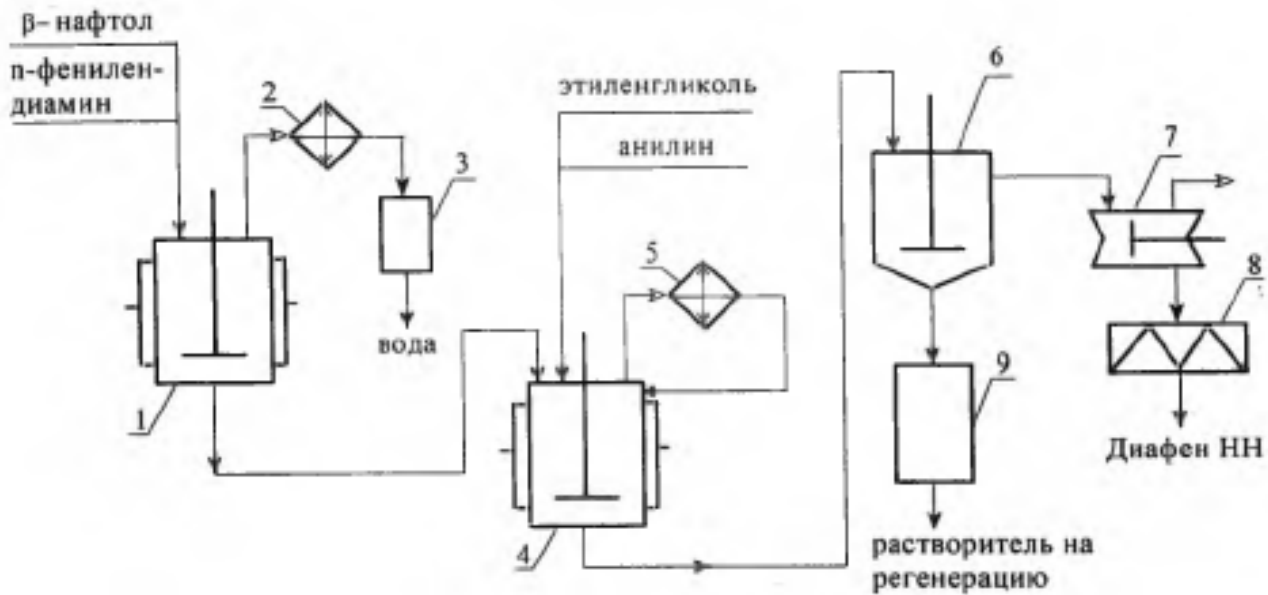 β– нафтол
п-фенилен-
диамин
2
3
вода
1
этиленгликоль
анилин
5
4
6
7
8
9
Диафен НН
растворитель на
регенерацию